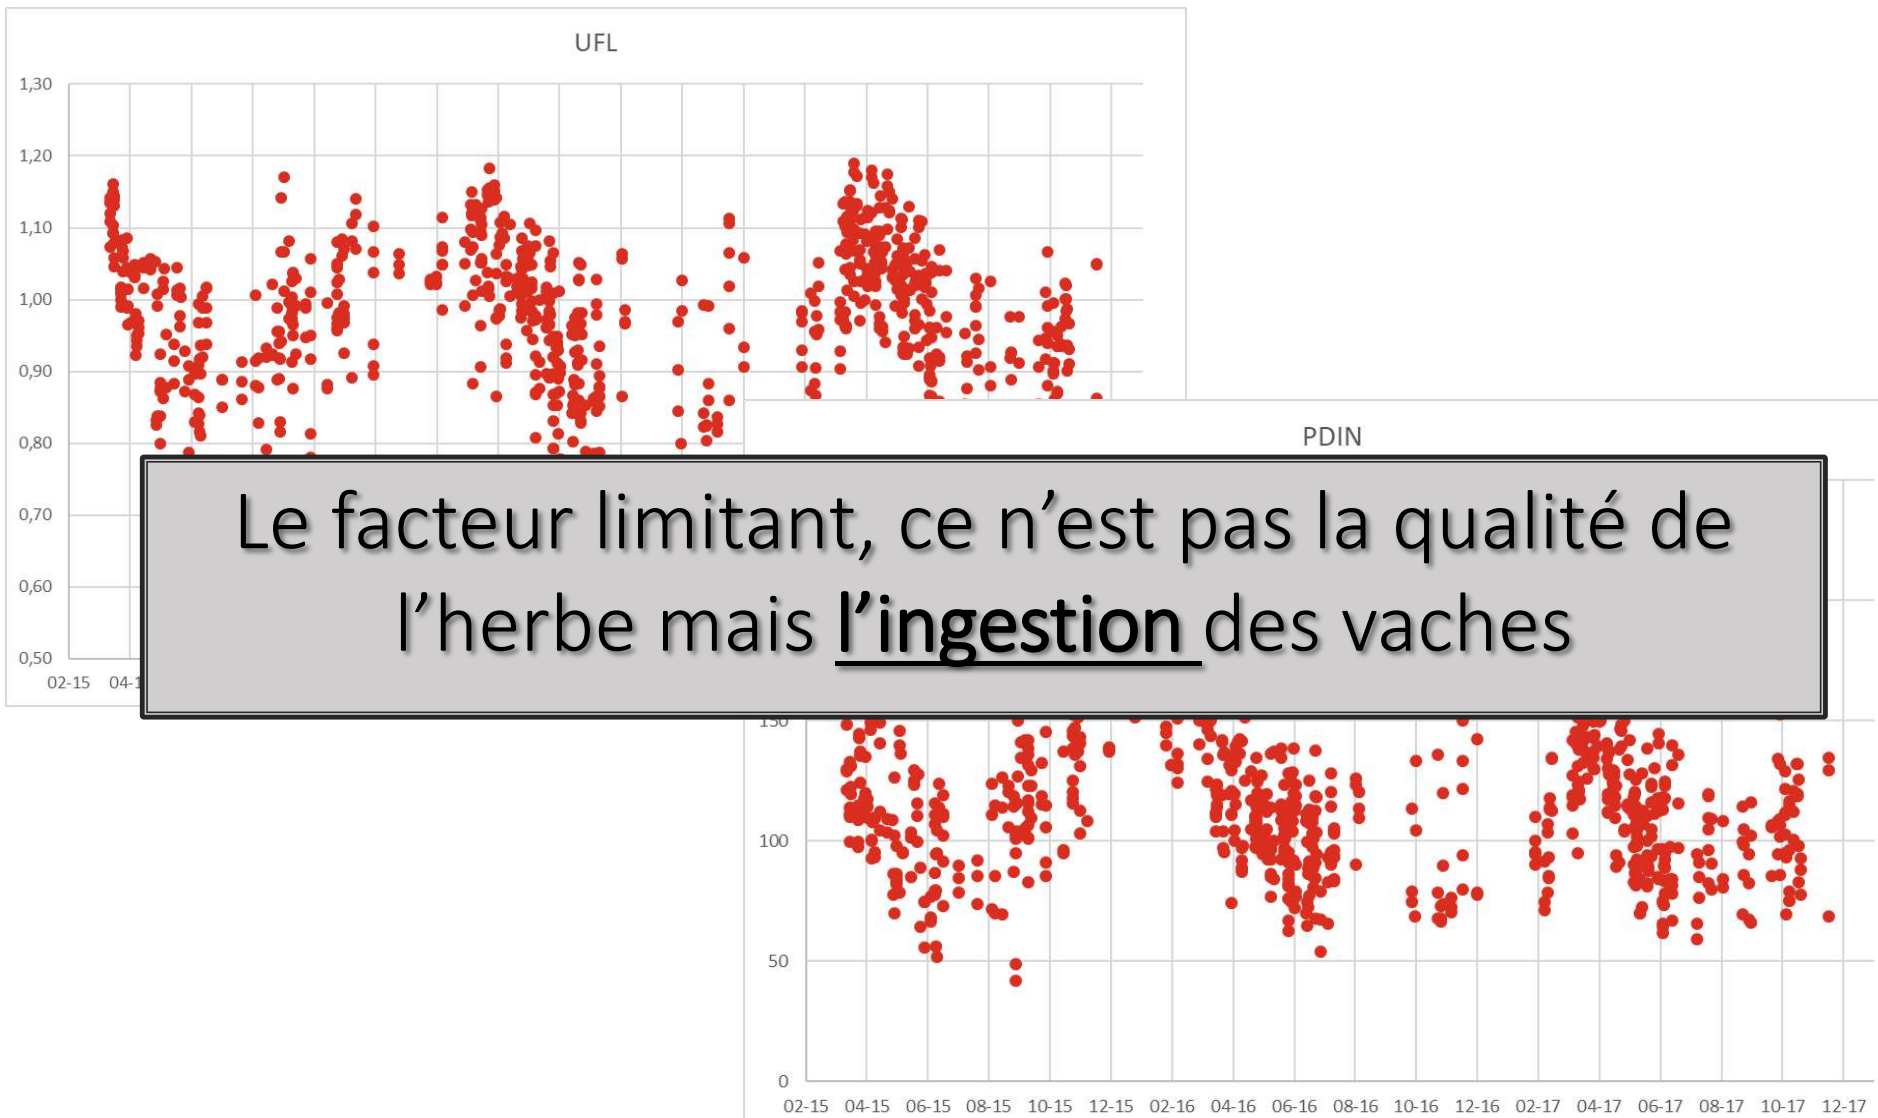 UFL
1,30
1,20
1,10
1,00
0,90
0,80
0,70
0,60
0,50
02-15
PDIN
Le facteur limitant, ce n’est pas la qualité de
l’herbe mais l’ingestion des vaches
150
100
50
0
02-15 04-15 06-15 08-15 10-15 12-15 02-16 04-16 06-16 08-16 10-16 12-16 02-17 04-17 06-17 08-17 10-17 12-17